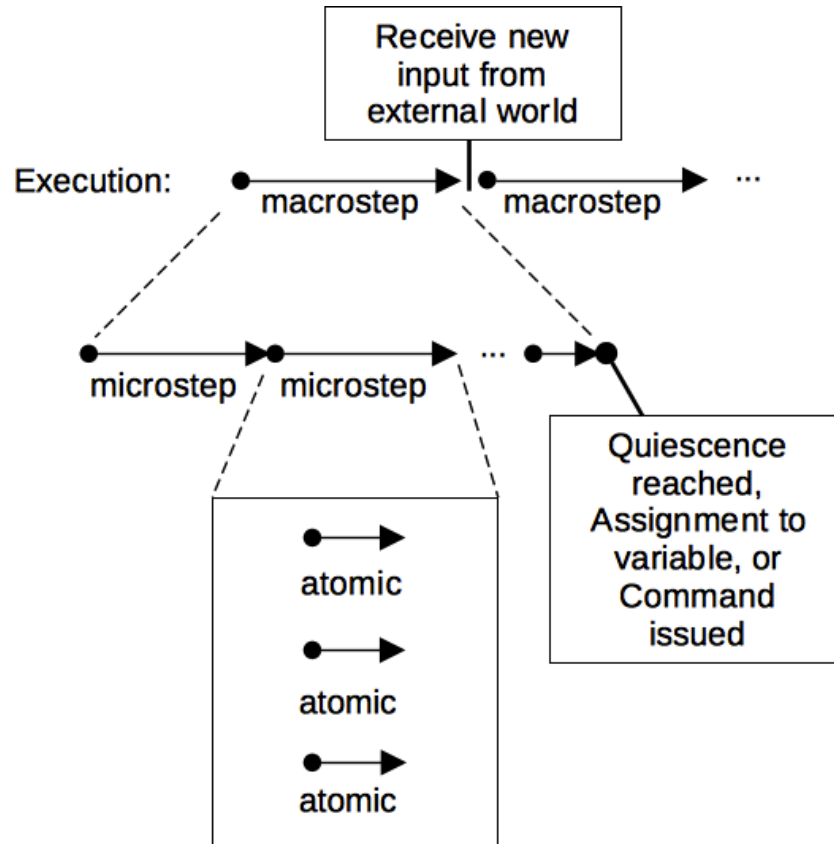 Receive new
input from
external world
Execution:
macrostep
macrostep
...
microstep
microstep
...
Quiescence
reached,
Assignment to
variable, or
Command
issued
atomic
atomic
atomic